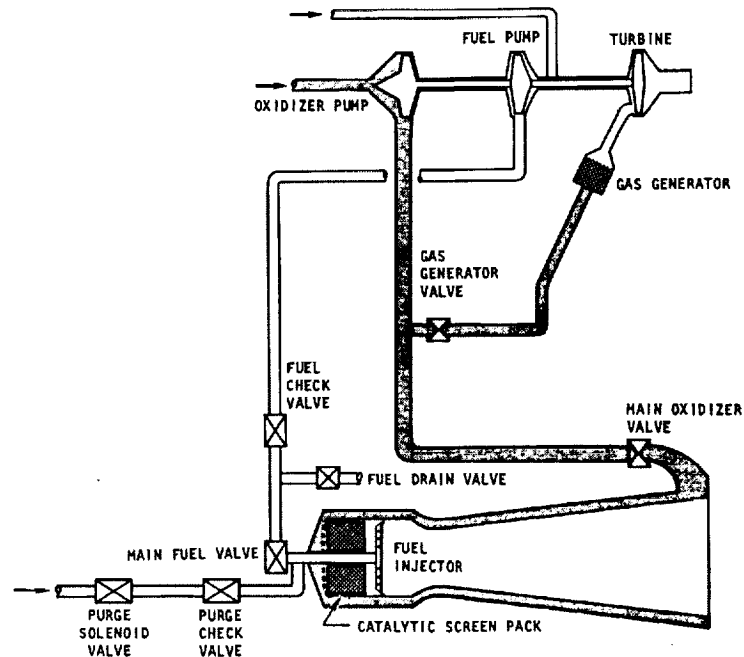 FUEL PUMP
TURBINE
OXIDIZER PUMP
GAS GENERATOR
GAS
GENERATOR
VALVE
FUEL
CHECK
VALVE
MAIN OXIDIZER
VALVE
FUEL DRAIN VALVE
MAIN FUEL VALVE
FUEL
INJECTOR
PURGE
SOLENOID
VALVE
PURGE
CHECK
VALVE
CATALYTIC SCREEN PACK